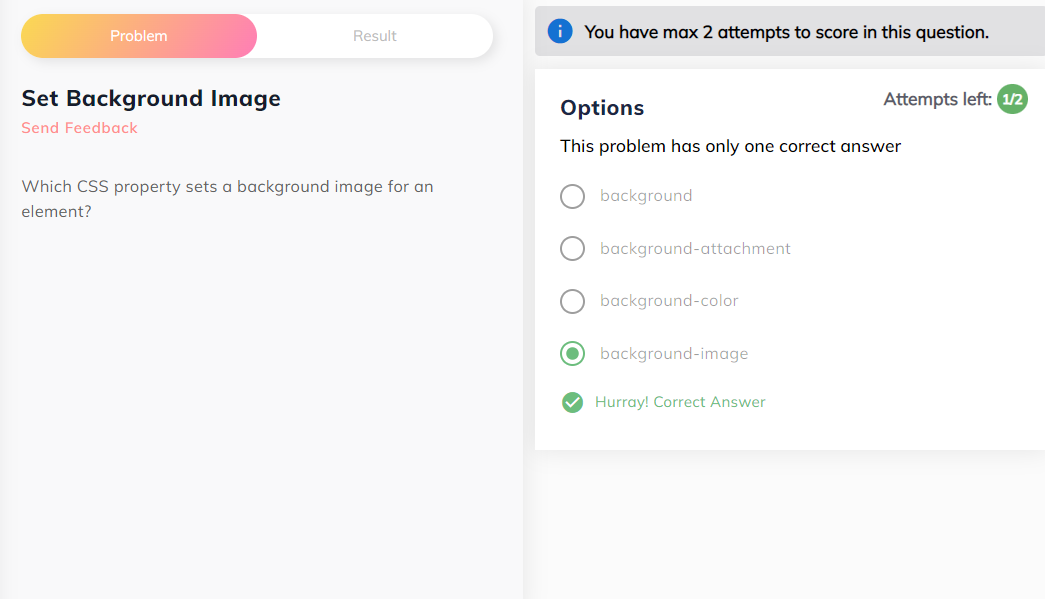 Problem
Result
Set Background Image
Send Feedback
Which CSS property sets a background image for an
element?
You have max 2 attempts to score in this question.
Options
Attempts left: 1/2
This problem has only one correct answer
background
background-attachment
background-color
background-image
Hurray! Correct Answer